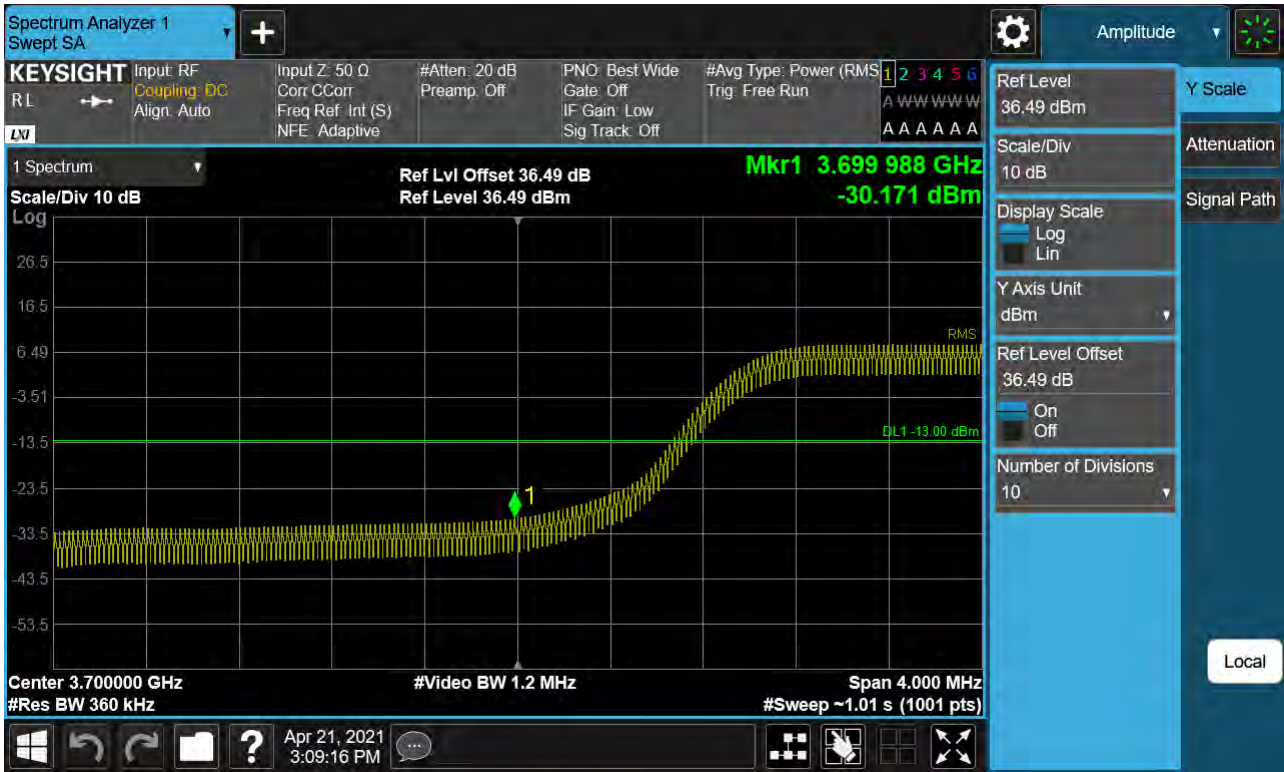 Spectrum Analyzer 1
Swept SA
+
Amplitude
KEYSIGHT
RL
LXI
Input: RF
Coupling: DC
Align: Auto
Input Z: 50 Ω
Corr CCorr
Freq Ref: Int (S)
NFE: Adaptive
#Atten: 20 dB
Preamp: Off
PNO: Best Wide
Gate: Off
IF Gain: Low
Sig Track: Off
#Avg Type: Power (RMS
Trig: Free Run
1 2 3 4 5 6
A W W W W W
A A A A A A
1 Spectrum
Scale/Div 10 dB
Ref Lvl Offset 36.49 dB
Ref Level 36.49 dBm
Mkr1 3.699 988 GHz
-30.171 dBm
Log
26.5
16.5
6.49
-3.51
-13.5
-23.5
-33.5
-43.5
-53.5
RMS
DL1 -13.00 dBm
1
Center 3.700000 GHz
#Res BW 360 kHz
#Video BW 1.2 MHz
Span 4.000 MHz
#Sweep ~1.01 s (1001 pts)
Ref Level
36.49 dBm
Scale/Div
10 dB
Display Scale
Log
Lin
Y Axis Unit
dBm
Ref Level Offset
36.49 dB
On
Off
Number of Divisions
10
Y Scale
Attenuation
Signal Path
Local
?
Apr 21, 2021
3:09:16 PM